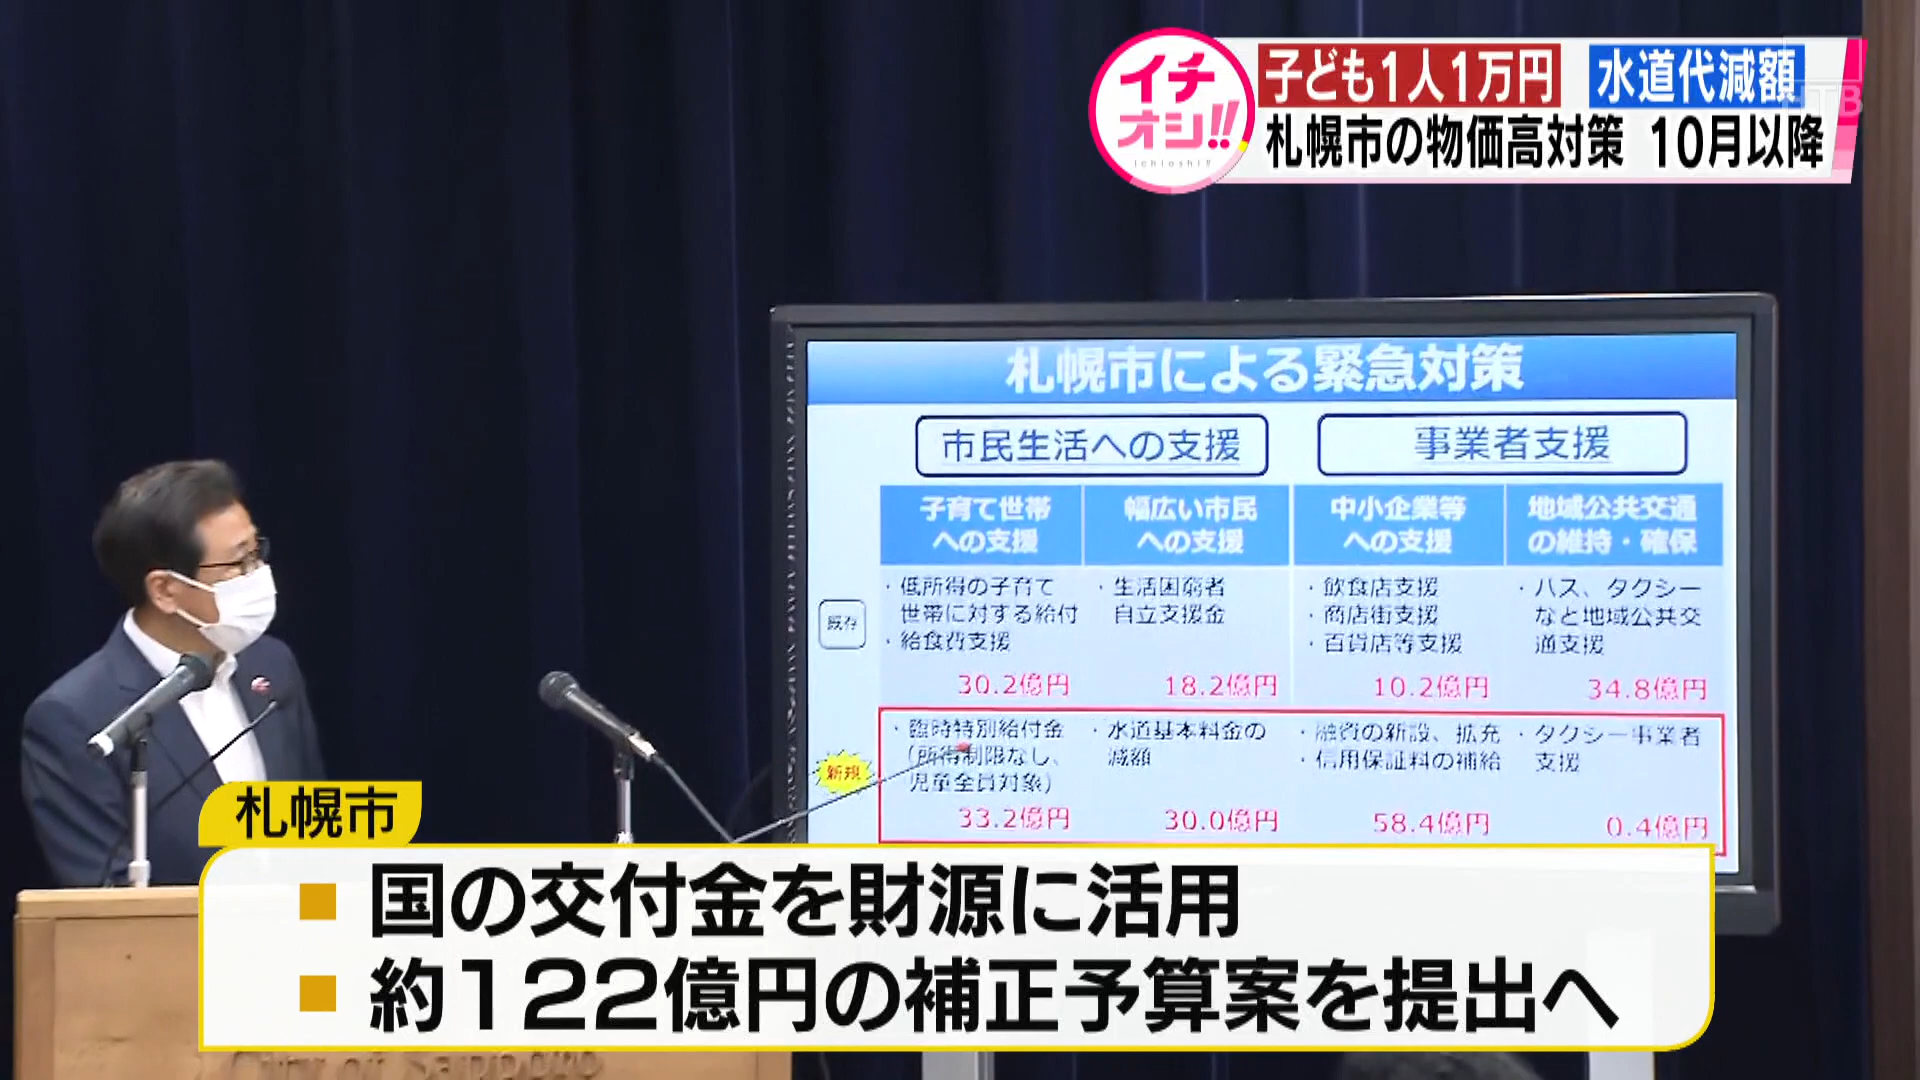 イチ
オシ!!
ichioshi!!
子ども1人1万円 水道代減額
札幌市の物価高対策 10月以降
HTB
札幌市による緊急対策
市民生活への支援
事業者支援
子育て世帯
への支援
幅広い市民
への支援
中小企業等
への支援
地域公共交通
の維持・確保
既存
・低所得の子育て
世帯に対する給付
・給食費支援
30.2億円
・生活困窮者
自立支援金
18.2億円
・飲食店支援
・商店街支援
・百貨店等支援
10.2億円
・バス、タクシー
など地域公共交
通支援
34.8億円
新規
・臨時特別給付金
(所得制限なし、
児童全員対象)
33.2億円
・水道基本料金の
減額
30.0億円
・融資の新設、拡充
・信用保証料の補給
58.4億円
・タクシー事業者
支援
0.4億円
札幌市
■ 国の交付金を財源に活用
■ 約122億円の補正予算案を提出へ
City of Sapporo